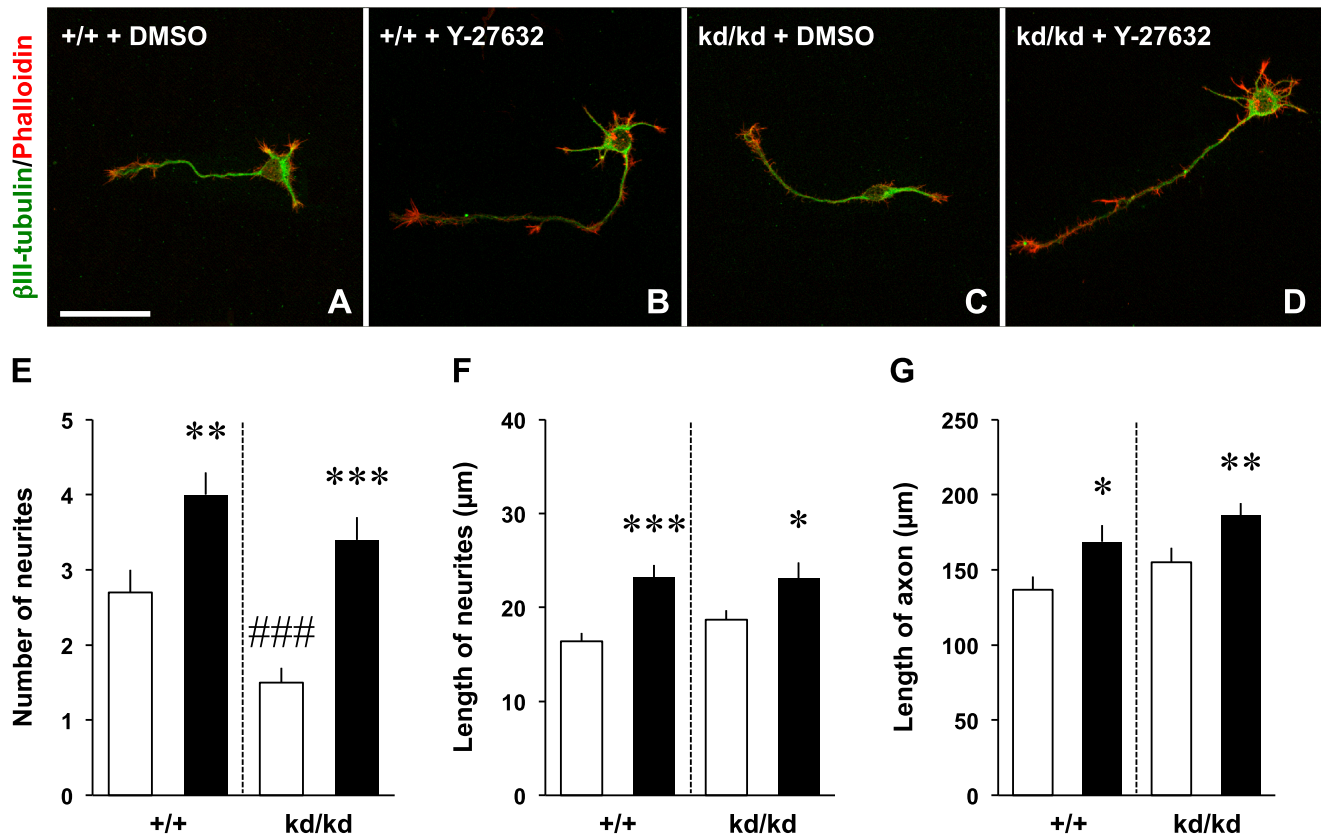 βIII-tubulin/Phalloidin
+/+ + DMSO
+/+ + Y-27632
kd/kd + DMSO
kd/kd + Y-27632
A
B
C
D
E
Number of neurites
5
4
3
2
1
0
**
###
***
+/+
kd/kd
F
Length of neurites (µm)
40
30
20
10
0
***
*
+/+
kd/kd
G
Length of axon (µm)
250
200
150
100
50
0
*
**
+/+
kd/kd